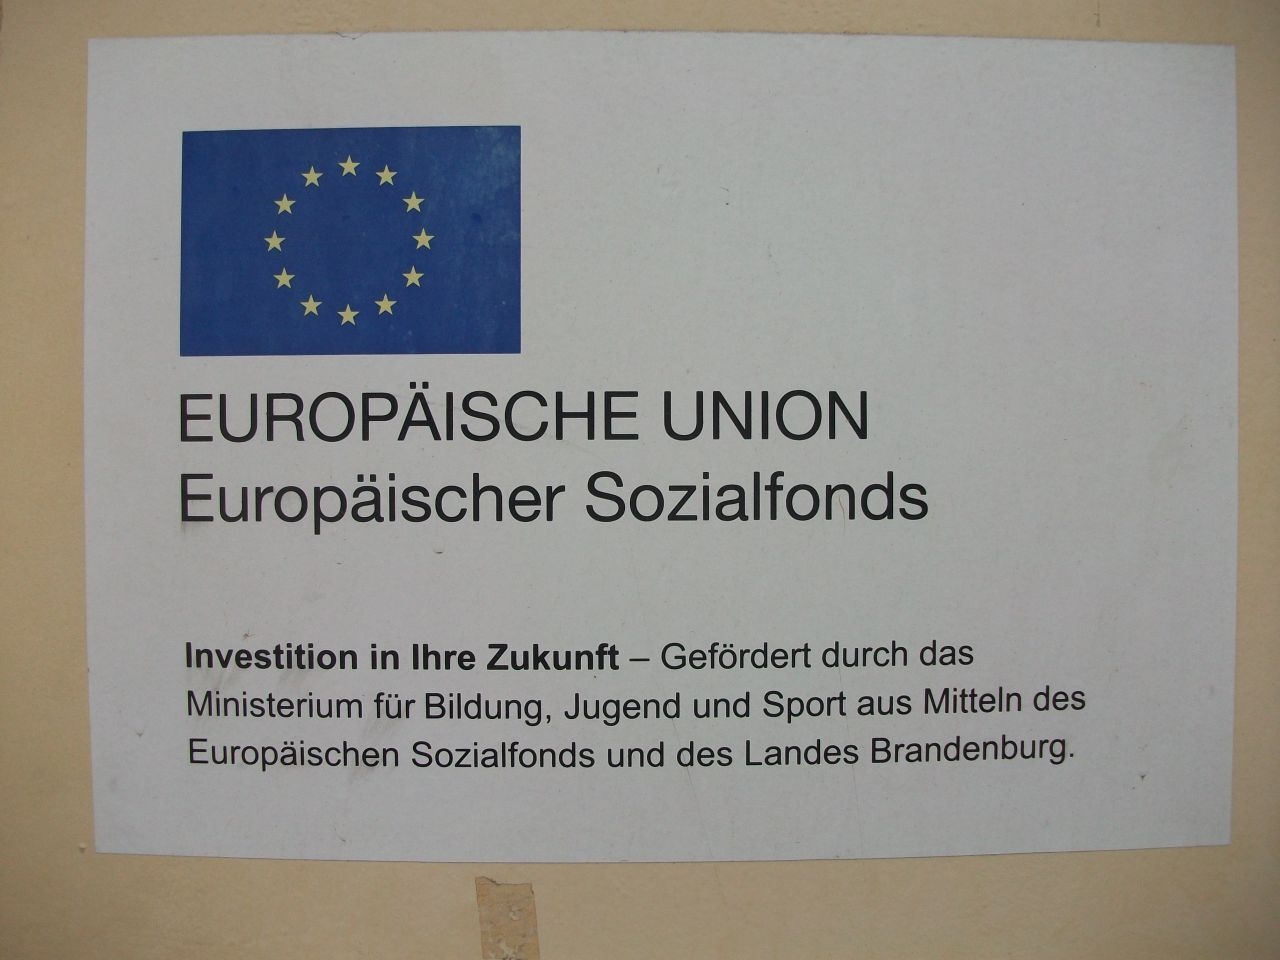 EUROPÄISCHE UNION
Europäischer Sozialfonds
Investition in Ihre Zukunft – Gefördert durch das
Ministerium für Bildung, Jugend und Sport aus Mitteln des
Europäischen Sozialfonds und des Landes Brandenburg.